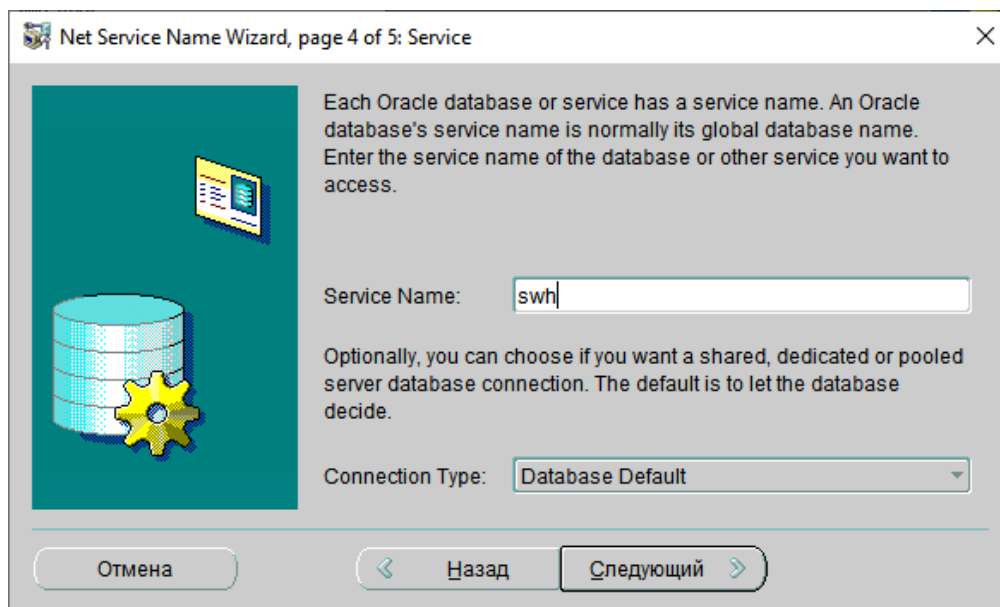 Net Service Name Wizard, page 4 of 5: Service
Each Oracle database or service has a service name. An Oracle
database's service name is normally its global database name.
Enter the service name of the database or other service you want to
access.
Service Name: swh
Optionally, you can choose if you want a shared, dedicated or pooled
server database connection. The default is to let the database
decide.
Connection Type: Database Default
Отмена Назад Следующий